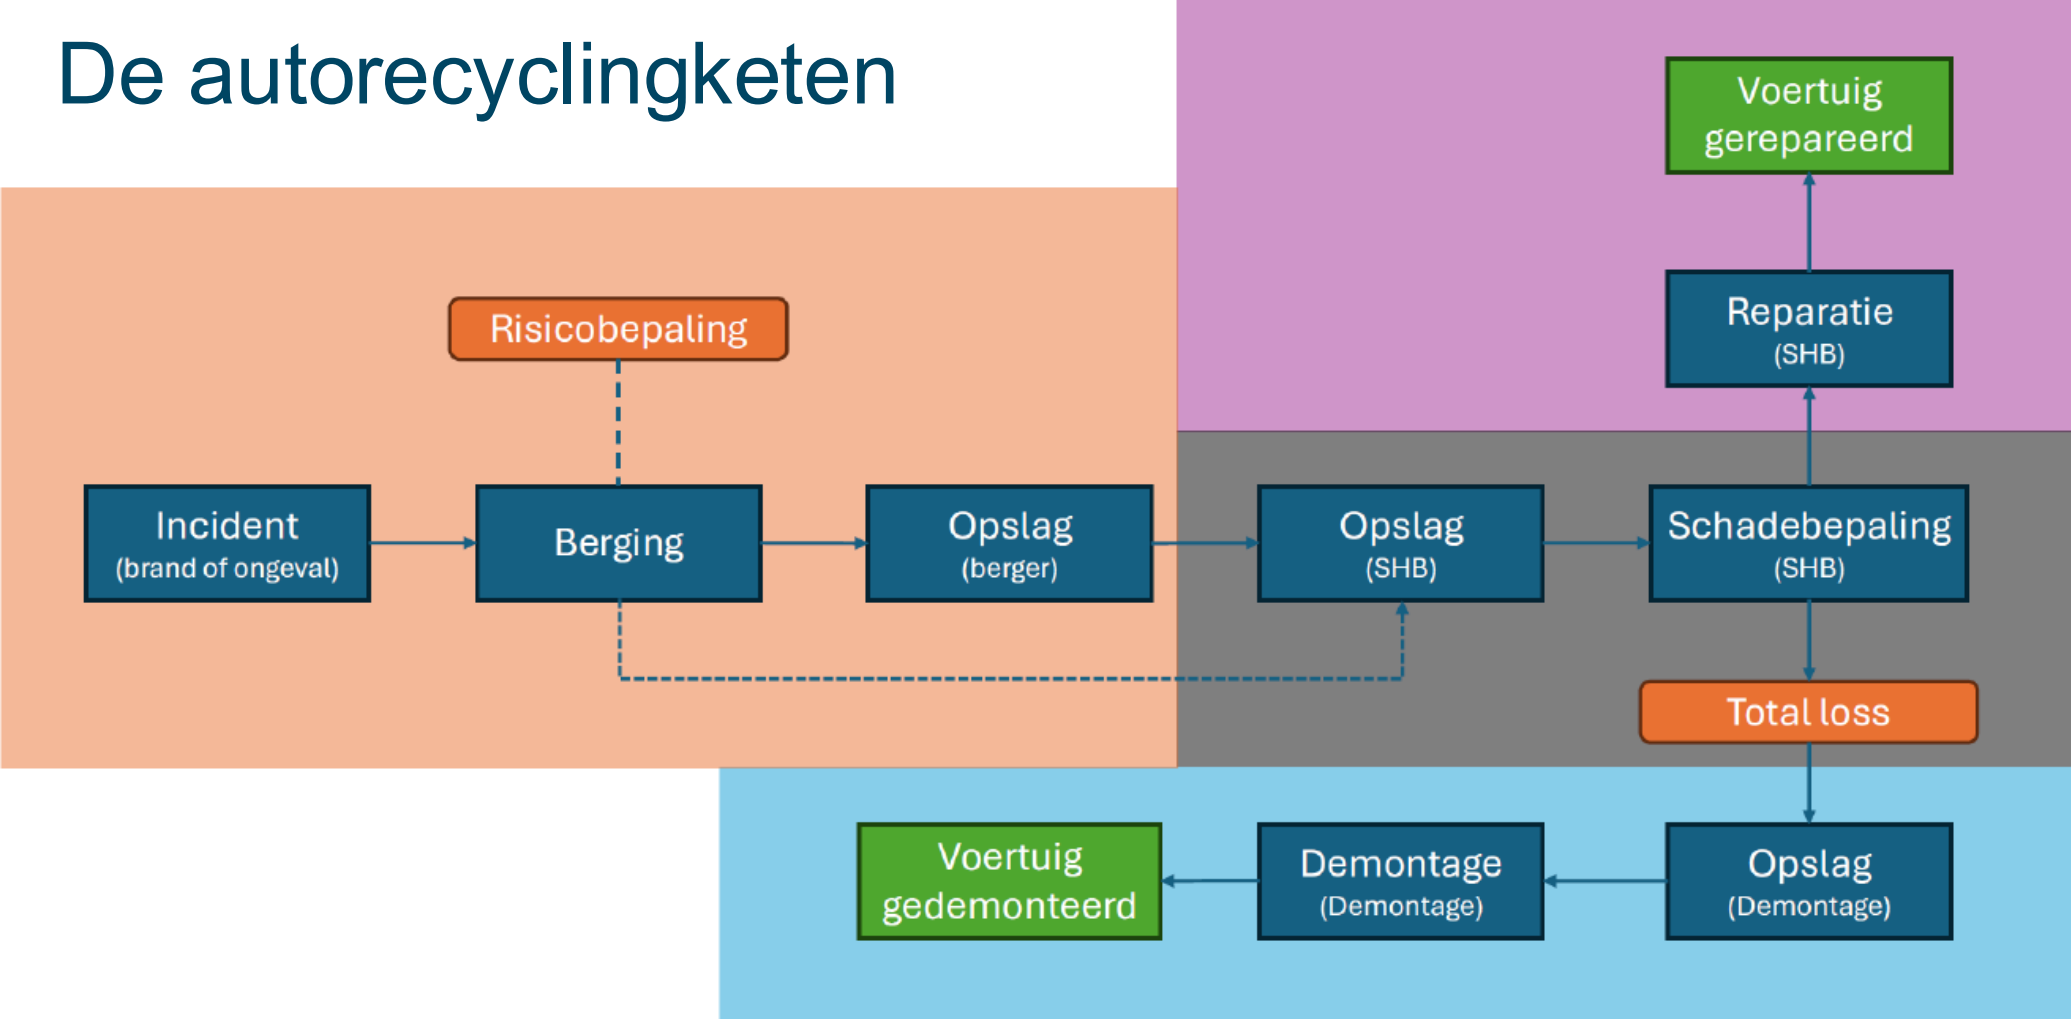 De autorecyclingketen
Voertuig
gerepareerd
Reparatie
(SHB)
Risicobepaling
Incident
(brand of ongeval)
Berging
Opslag
(berger)
Opslag
(SHB)
Schadebepaling
(SHB)
Total loss
Voertuig
gedemonteerd
Demontage
(Demontage)
Opslag
(Demontage)